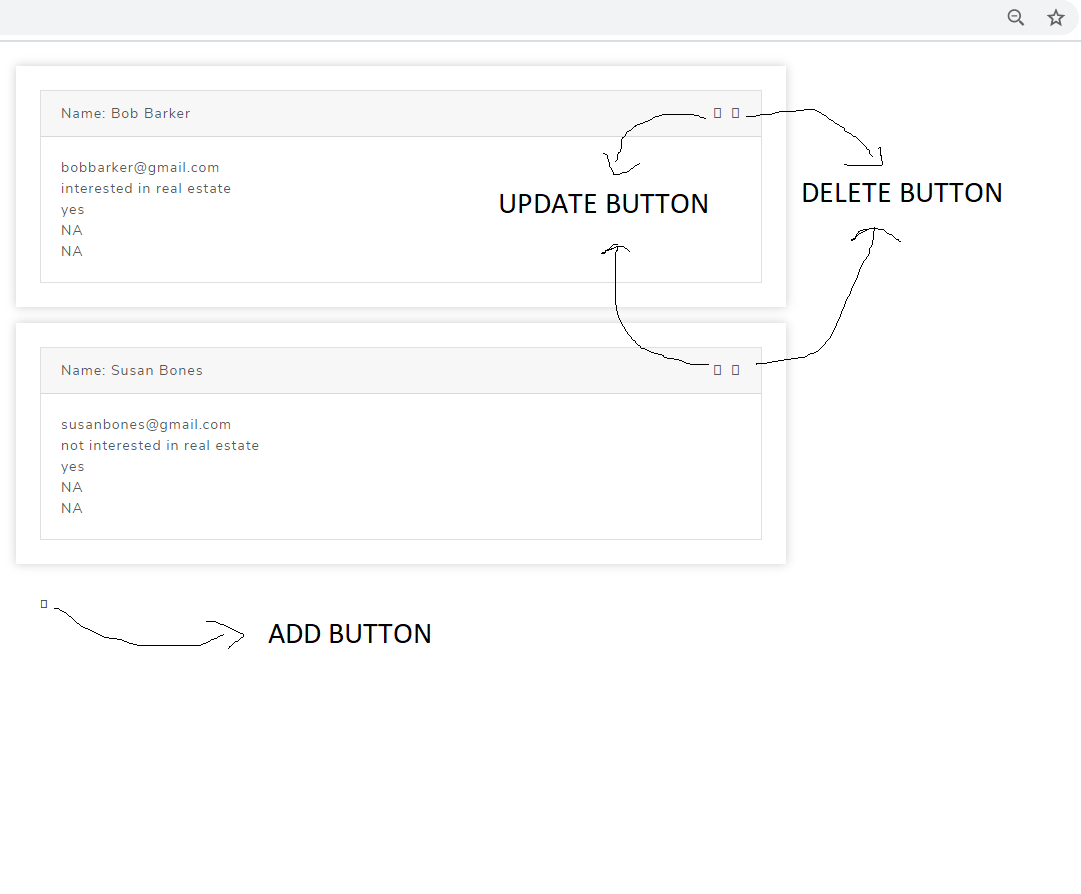 Name: Bob Barker
bobbarker@gmail.com
interested in real estate
yes
NA
NA
UPDATE BUTTON
DELETE BUTTON
Name: Susan Bones
susanbones@gmail.com
not interested in real estate
yes
NA
NA
ADD BUTTON